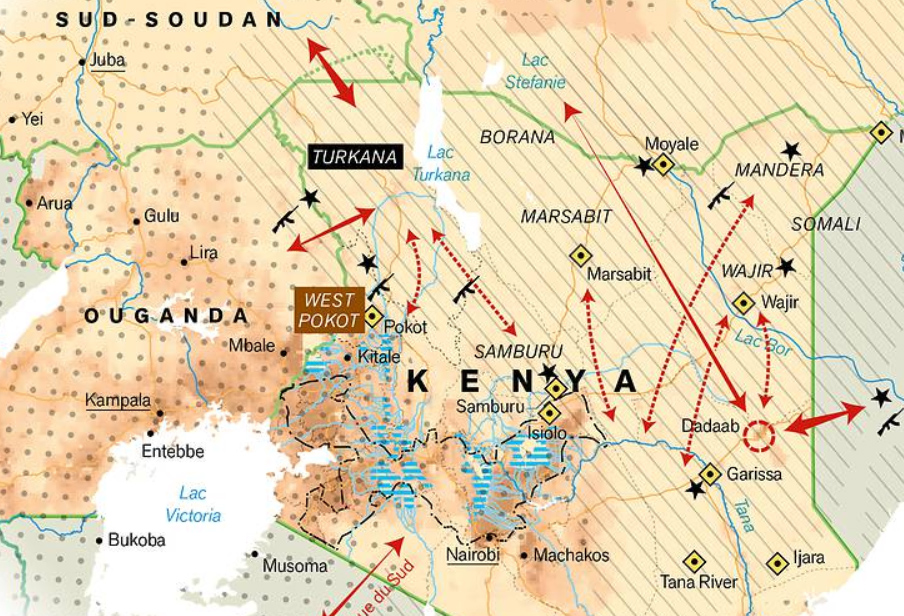 SUD-SOUDAN
Juba
Lac
Stefanie
Yei
BORANA
Moyale
M
TURKANA
Lac
Turkana
MANDERA
Arua
Gulu
MARSABIT
SOMALI
Lira
Marsabit
WAJIR
WEST
POKOT
Wajir
OUGANDA
Pokot
Mbale
Kitale
Lac Bor
SAMBURU
KENYA
Kampala
Samburu
Isiolo
Dadaab
Entebbe
Garissa
Lac
Victoria
Tana
Bukoba
Nairobi
Machakos
Musoma
Tana River
Ijara
ue du Sud